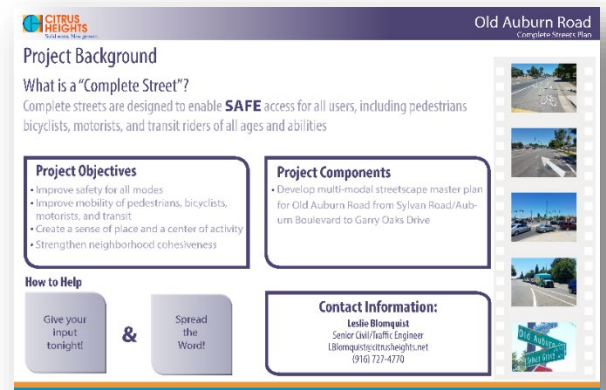 CITRUS
HEIGHTS
Old Auburn Road
Complete Streets Plan
Project Background
What is a "Complete Street"?
Complete streets are designed to enable SAFE access for all users, including pedestrians
bicyclists, motorists, and transit riders of all ages and abilities
Project Objectives
• Improve safety for all modes
• Improve mobility of pedestrians, bicyclists,
motorists, and transit
• Create a sense of place and a center of activity
• Strengthen neighborhood cohesiveness
Project Components
• Develop multi-modal streetscape master plan
for Old Auburn Road from Sylvan Road/Aub-
urn Boulevard to Garry Oaks Drive
How to Help
Give your
input
tonight!
&
Spread
the
Word!
Contact Information:
Leslie Blomquist
Senior Civil/Traffic Engineer
LBlomquist@citrusheights.net
(916) 727-4770
Old Auburn